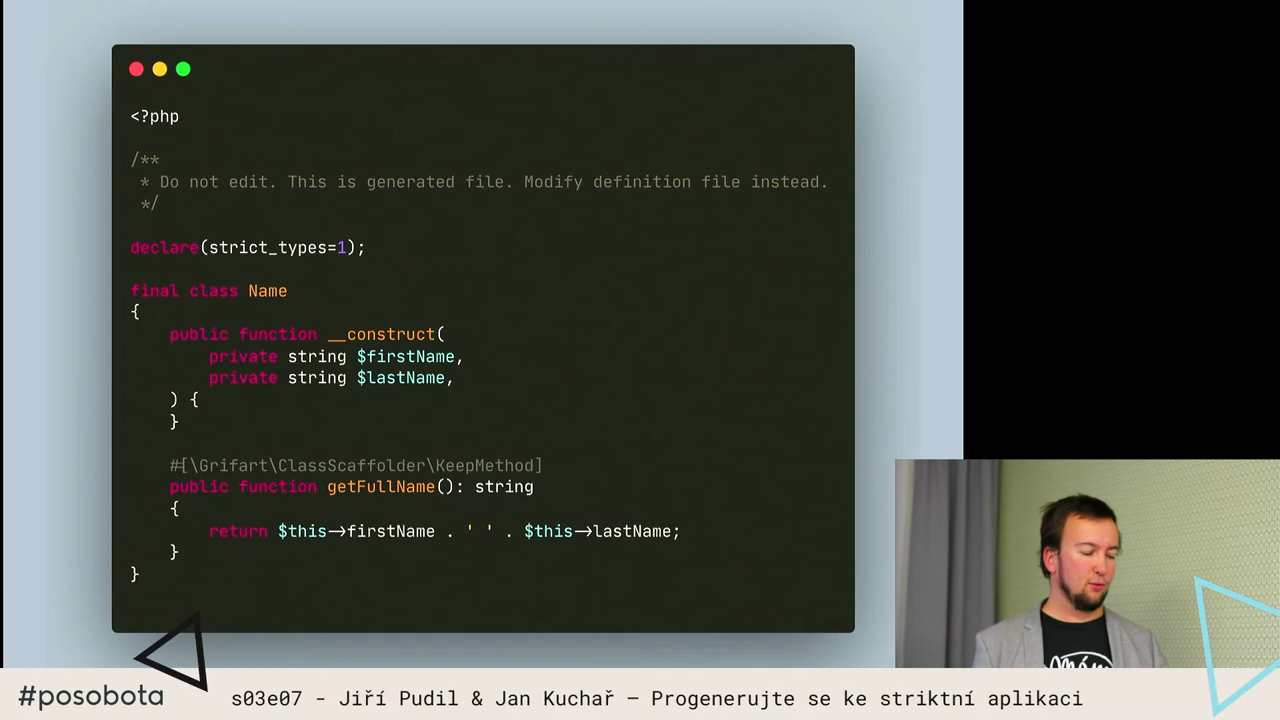 <?php
/**
 * Do not edit. This is generated file. Modify definition file instead.
 */
declare(strict_types=1);
final class Name
{
    public function __construct(
        private string $firstName,
        private string $lastName,
    ) {
    }
    #[\Grifart\ClassScaffolder\KeepMethod]
    public function getFullName(): string
    {
        return $this->firstName . ' ' . $this->lastName;
    }
}
#posobota
s03e07 - Jiří Pudil & Jan Kuchař – Progenerujte se ke striktní aplikaci